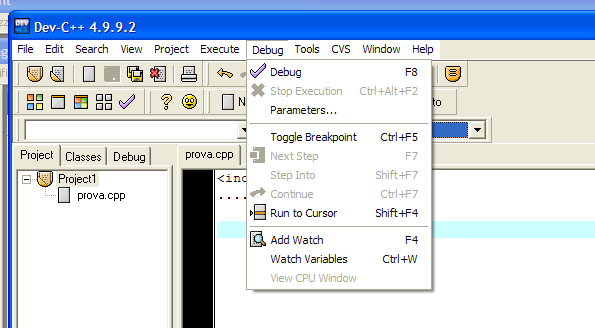 Dev-C++ 4.9.9.2
File Edit Search View Project Execute Debug Tools CVS Window Help
Debug F8
Stop Execution Ctrl+Alt+F2
Parameters...
Toggle Breakpoint Ctrl+F5
Next Step F7
Step Into Shift+F7
Continue Ctrl+F7
Run to Cursor Shift+F4
Add Watch F4
Watch Variables Ctrl+W
View CPU Window
Project Classes Debug
prova.cpp
Project1
prova.cpp
<inc
....